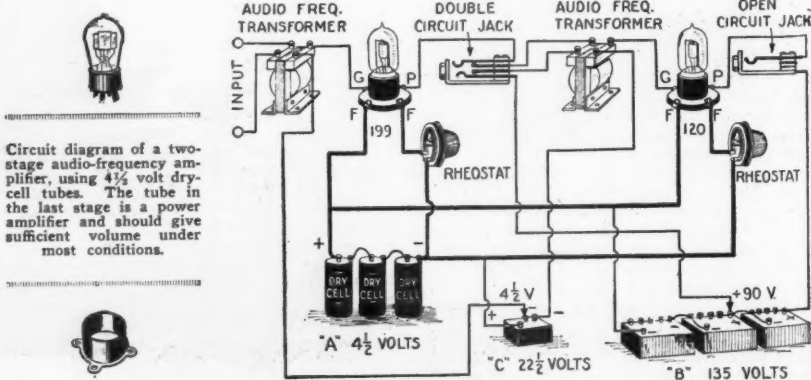 AUDIO FREQ.
TRANSFORMER
DOUBLE
CIRCUIT JACK
AUDIO FREQ.
TRANSFORMER
OPEN
CIRCUIT JACK
INPUT
G
P
F
F
199
RHEOSTAT
G
P
F
F
120
RHEOSTAT
Circuit diagram of a two-
stage audio-frequency am-
plifier, using 4½ volt dry-
cell tubes. The tube in
the last stage is a power
amplifier and should give
sufficient volume under
most conditions.
+
-
DRY
CELL
DRY
CELL
DRY
CELL
"A" 4½ VOLTS
4½ V
+
-
-
"C" 22½ VOLTS
+90 V.
"B" 135 VOLTS